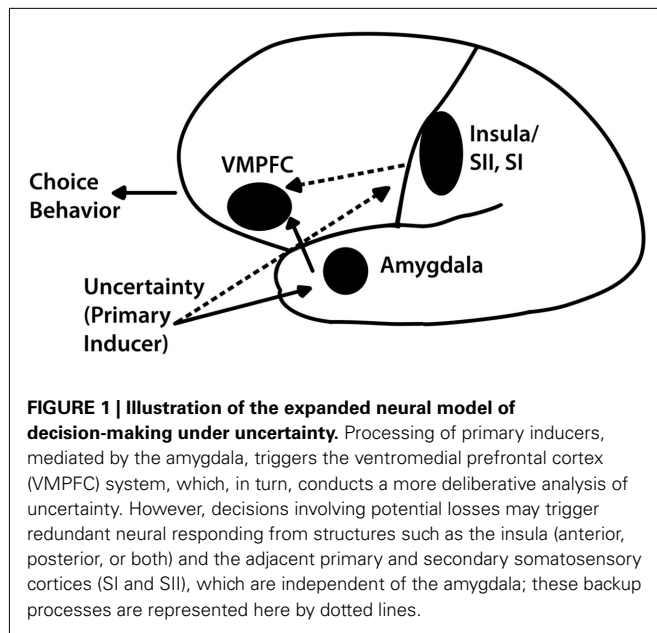 Insula/
SII, SI
VMPFC
Choice
Behavior
Amygdala
Uncertainty
(Primary
Inducer)
FIGURE 1 | Illustration of the expanded neural model of
decision-making under uncertainty. Processing of primary inducers,
mediated by the amygdala, triggers the ventromedial prefrontal cortex
(VMPFC) system, which, in turn, conducts a more deliberative analysis of
uncertainty. However, decisions involving potential losses may trigger
redundant neural responding from structures such as the insula (anterior,
posterior, or both) and the adjacent primary and secondary somatosensory
cortices (SI and SII), which are independent of the amygdala; these backup
processes are represented here by dotted lines.